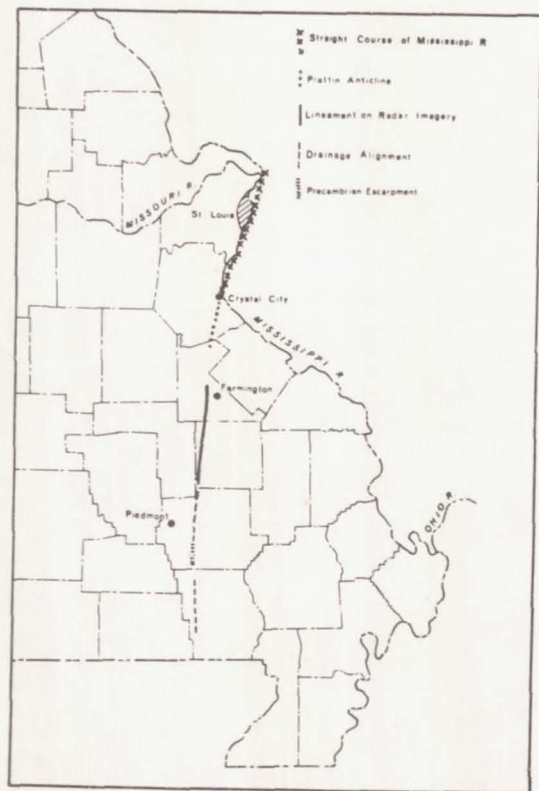 Straight Course of Mississippi R
Plattin Anticline
Lineament on Radar Imagery
Drainage Alignment
Precambrian Escarpment
MISSOURI R.
St. Louis
Crystal City
MISSISSIPPI R.
Farmington
Piedmont
OHIO R.